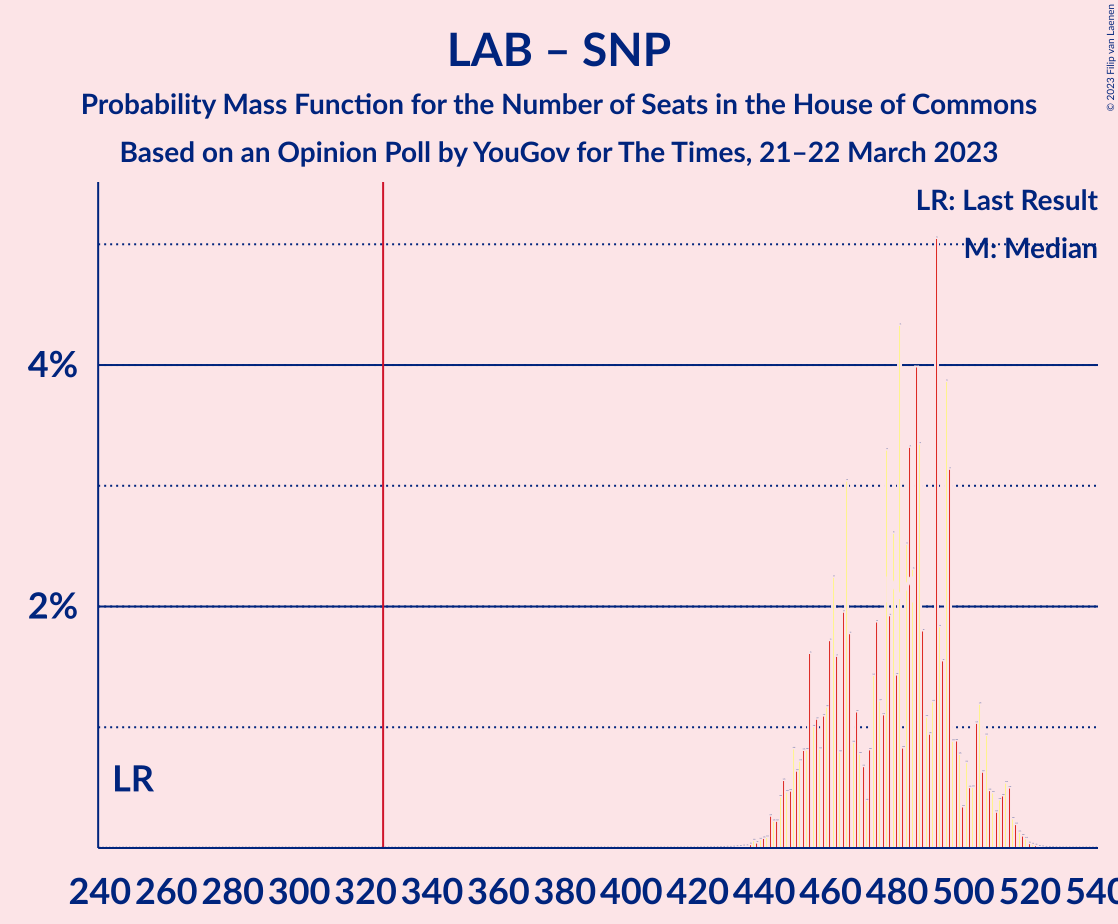 LAB – SNP
Probability Mass Function for the Number of Seats in the House of Commons
Based on an Opinion Poll by YouGov for The Times, 21–22 March 2023
© 2023 Filip van Laenen
LR: Last Result
M: Median
4%
2%
LR
240 260 280 300 320 340 360 380 400 420 440 460 480 500 520 540